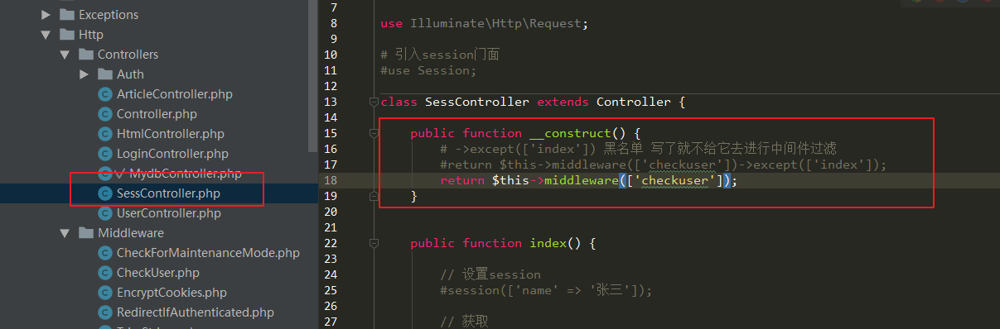 Exceptions
Http
Controllers
Auth
ArticleController.php
Controller.php
HtmlController.php
LoginController.php
MydbController.php
SessController.php
UserController.php
Middleware
CheckForMaintenanceMode.php
CheckUser.php
EncryptCookies.php
RedirectIfAuthenticated.php
7
8 use Illuminate\Http\Request;
9
10 # 引入session门面
11 #use Session;
12
13 class SessController extends Controller {
14
15 public function __construct() {
16 # ->except(['index']) 黑名单 写了就不给它去进行中间件过滤
17 #return $this->middleware(['checkuser'])->except(['index']);
18 return $this->middleware(['checkuser']);
19 }
20
21
22 public function index() {
23
24 // 设置session
25 #session(['name' => '张三']);
26
27 // 获取